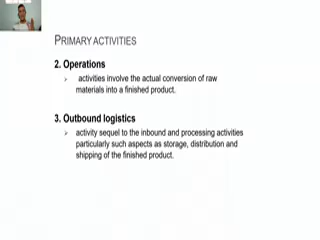 PRIMARY ACTIVITIES
2. Operations
activities involve the actual conversion of raw
materials into a finished product.
3. Outbound logistics
activity sequel to the inbound and processing activities
particularly such aspects as storage, distribution and
shipping of the finished product.